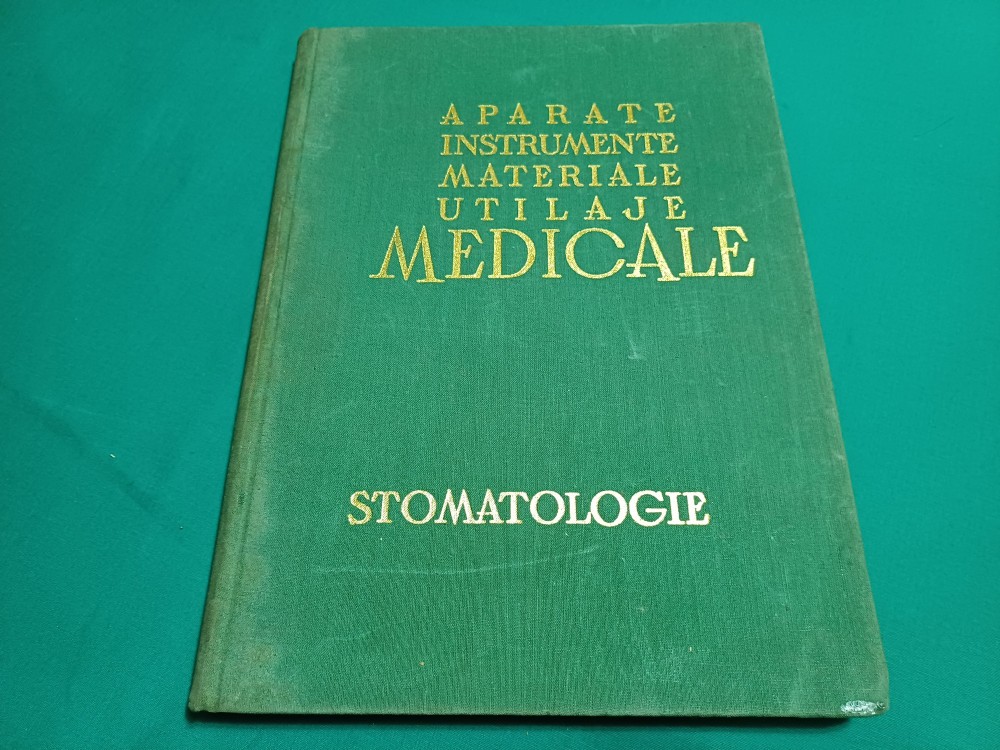 APARATE
INSTRUMENTE
MATERIALE
UTILAJE
MEDICALE
STOMATOLOGIE